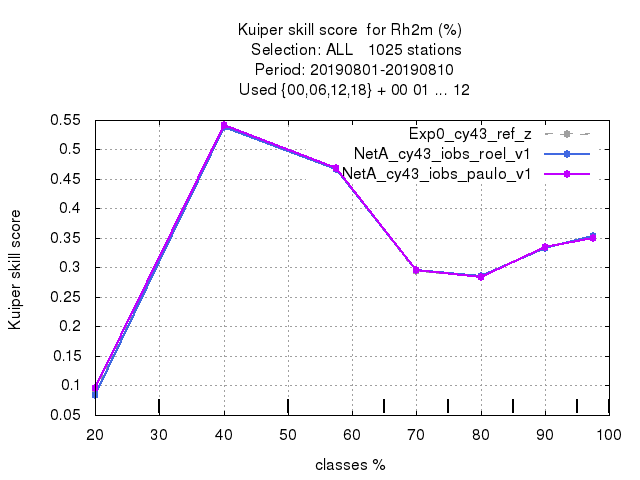 Kuiper skill score  for Rh2m (%)
Selection: ALL   1025 stations
Period: 20190801-20190810
Used {00,06,12,18} + 00 01 ... 12
Exp0_cy43_ref_z
NetA_cy43_iobs_roel_v1
NetA_cy43_iobs_paulo_v1
Kuiper skill score
0.55
0.5
0.45
0.4
0.35
0.3
0.25
0.2
0.15
0.1
0.05
20 30 40 50 60 70 80 90 100
classes %